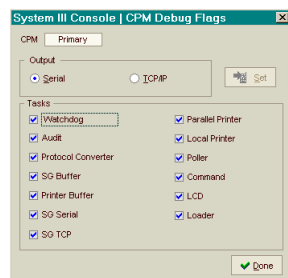 System III Console | CPM Debug Flags
CPM Primary
Output
Serial TCP/IP
Set
Tasks
Watchdog Parallel Printer
Audit Local Printer
Protocol Converter Poller
SG Buffer Command
Printer Buffer LCD
SG Serial Loader
SG TCP
Done